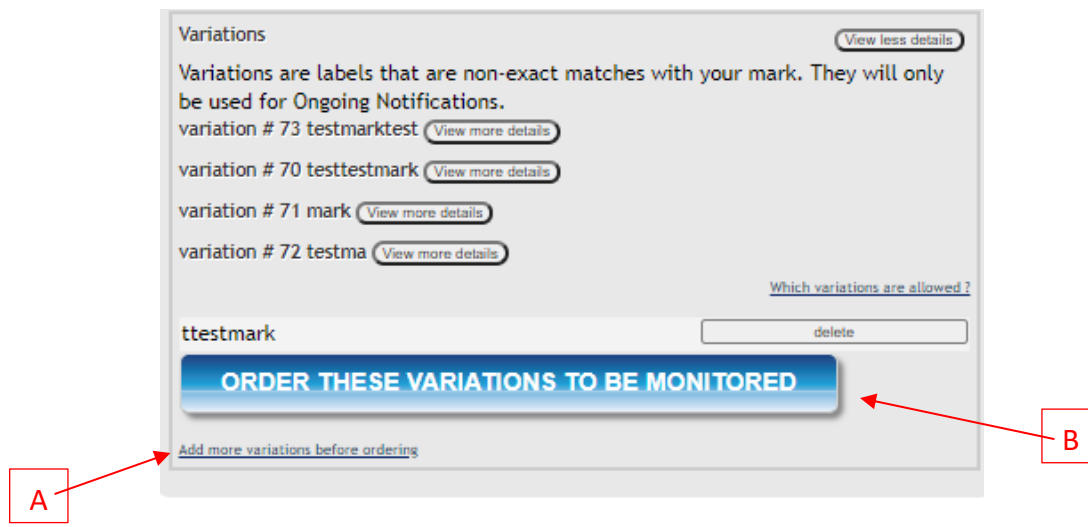 Variations
View less details
Variations are labels that are non-exact matches with your mark. They will only
be used for Ongoing Notifications.
variation # 73 testmarktest View more details
variation # 70 testtestmark View more details
variation # 71 mark View more details
variation # 72 testma View more details
Which variations are allowed ?
ttestmark delete
ORDER THESE VARIATIONS TO BE MONITORED
B
Add more variations before ordering
A